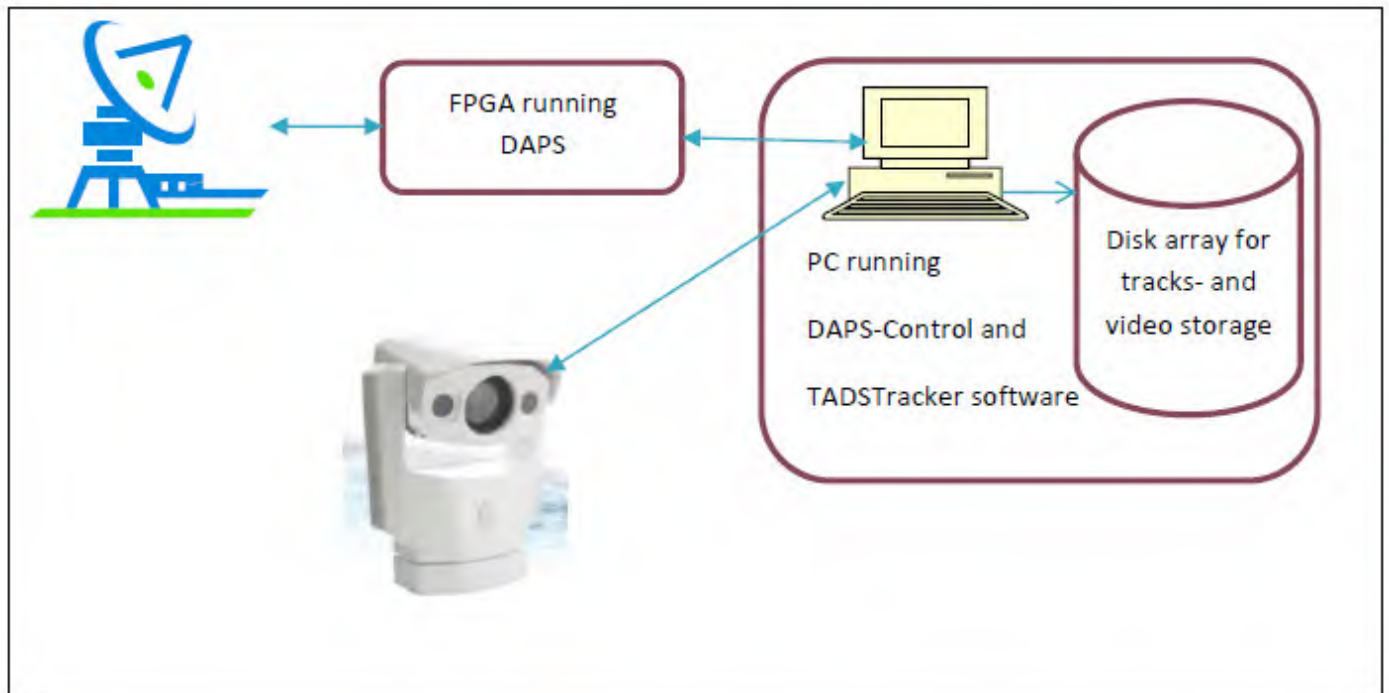 FPGA running
DAPS
PC running
DAPS-Control and
TADSTracker software
Disk array for
tracks- and
video storage